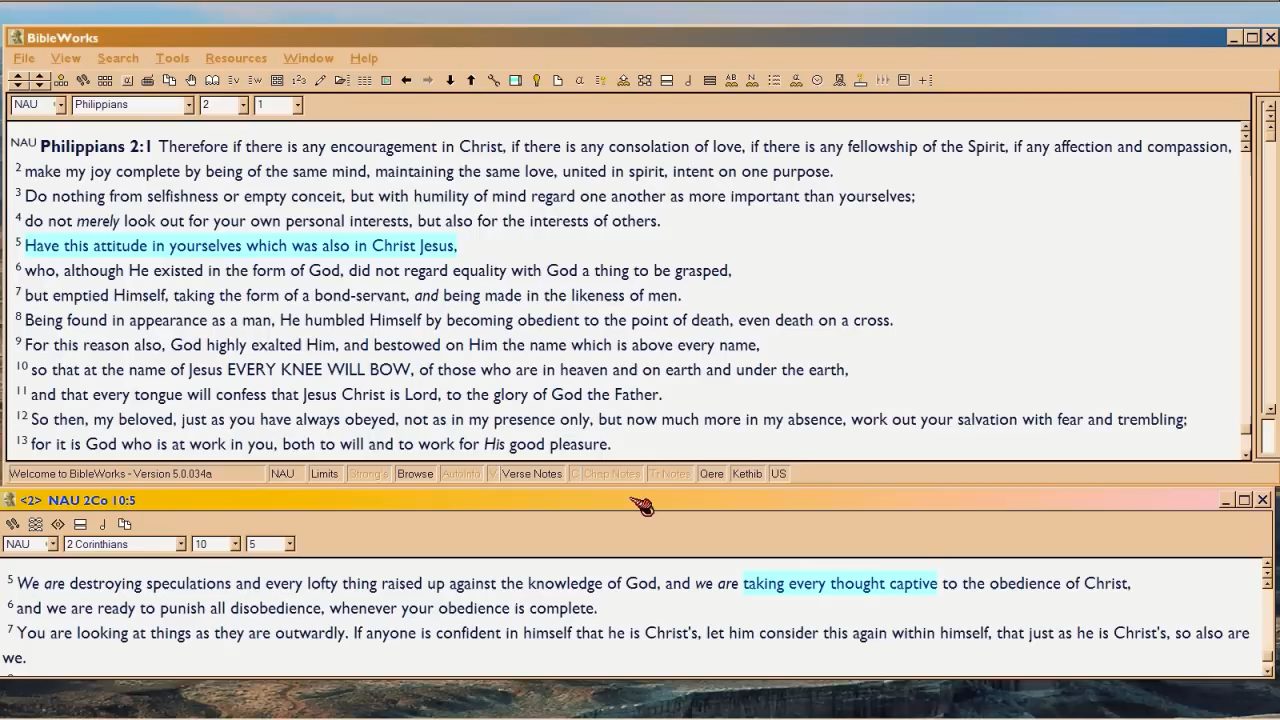 BibleWorks
File View Search Tools Resources Window Help
NAU Philippians 2 1
NAU Philippians 2:1 Therefore if there is any encouragement in Christ, if there is any consolation of love, if there is any fellowship of the Spirit, if any affection and compassion,
2 make my joy complete by being of the same mind, maintaining the same love, united in spirit, intent on one purpose.
3 Do nothing from selfishness or empty conceit, but with humility of mind regard one another as more important than yourselves;
4 do not merely look out for your own personal interests, but also for the interests of others.
5 Have this attitude in yourselves which was also in Christ Jesus,
6 who, although He existed in the form of God, did not regard equality with God a thing to be grasped,
7 but emptied Himself, taking the form of a bond-servant, and being made in the likeness of men.
8 Being found in appearance as a man, He humbled Himself by becoming obedient to the point of death, even death on a cross.
9 For this reason also, God highly exalted Him, and bestowed on Him the name which is above every name,
10 so that at the name of Jesus EVERY KNEE WILL BOW, of those who are in heaven and on earth and under the earth,
11 and that every tongue will confess that Jesus Christ is Lord, to the glory of God the Father.
12 So then, my beloved, just as you have always obeyed, not as in my presence only, but now much more in my absence, work out your salvation with fear and trembling;
13 for it is God who is at work in you, both to will and to work for His good pleasure.
Welcome to BibleWorks - Version 5.0.034a NAU Limits Strong's Browse AutoInfo V Verse Notes C Chap Notes Tr Notes Qere Kethib US
<2> NAU 2Co 10:5
NAU 2 Corinthians 10 5
5 We are destroying speculations and every lofty thing raised up against the knowledge of God, and we are taking every thought captive to the obedience of Christ,
6 and we are ready to punish all disobedience, whenever your obedience is complete.
7 You are looking at things as they are outwardly. If anyone is confident in himself that he is Christ's, let him consider this again within himself, that just as he is Christ's, so also are
we.